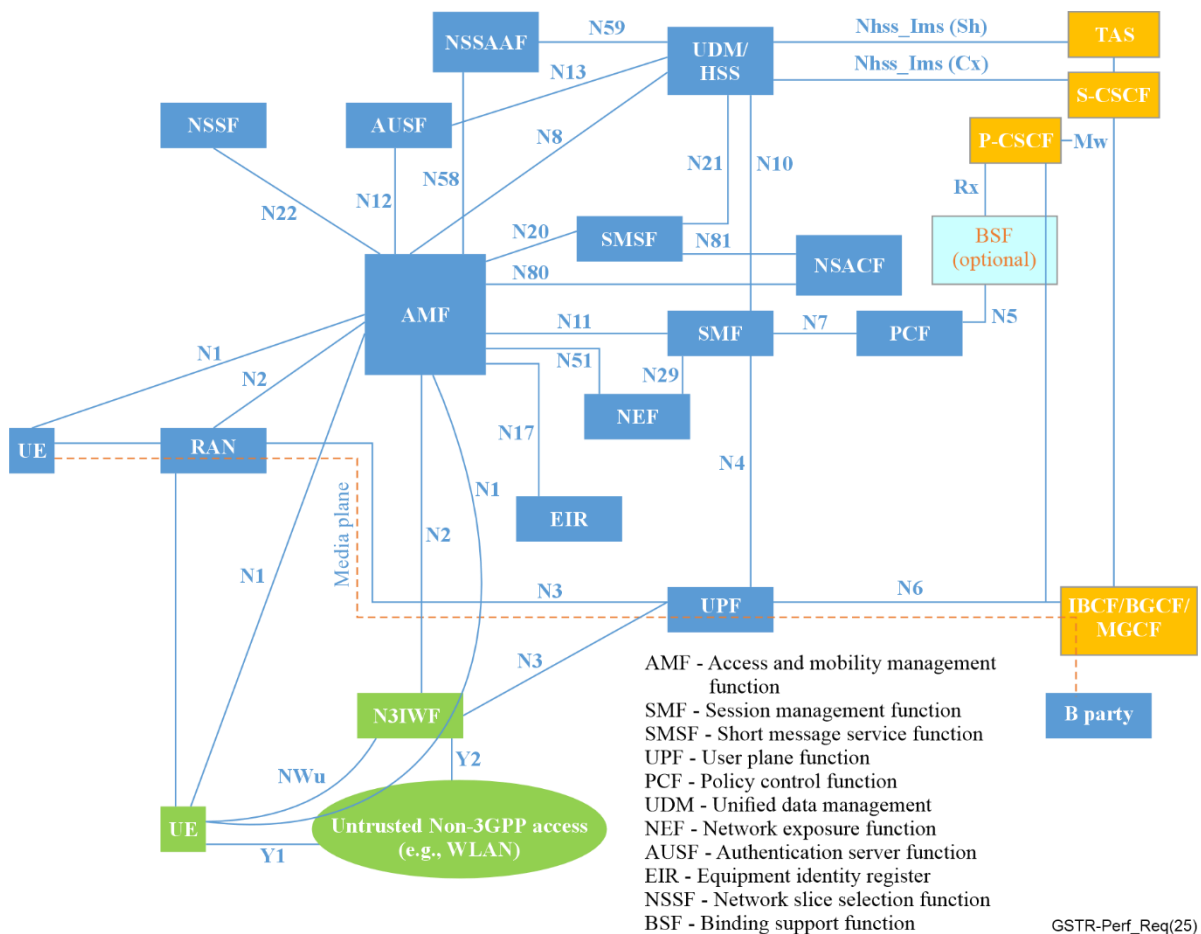 N59
Nhss_Ims (Sh)
TAS
NSSAAF
UDM/
HSS
N13
Nhss_Ims (Cx)
S-CSCF
NSSF
AUSF
N8
P-CSCF
Mw
N21
N10
N58
N12
Rx
N22
N20
SMSF
N81
BSF
(optional)
N80
NSACF
AMF
N11
SMF
N7
PCF
N5
N1
N51
N29
N2
NEF
N17
UE
RAN
N4
N1
Media plane
EIR
N2
N1
N3
UPF
N6
IBCF/BGCF/
MGCF
N3
AMF - Access and mobility management
function
SMF - Session management function
SMSF - Short message service function
UPF - User plane function
PCF - Policy control function
UDM - Unified data management
NEF - Network exposure function
AUSF - Authentication server function
EIR - Equipment identity register
NSSF - Network slice selection function
BSF - Binding support function
B party
N3IWF
Y2
NWu
UE
Untrusted Non-3GPP access
(e.g., WLAN)
Y1
GSTR-Perf_Req(25)